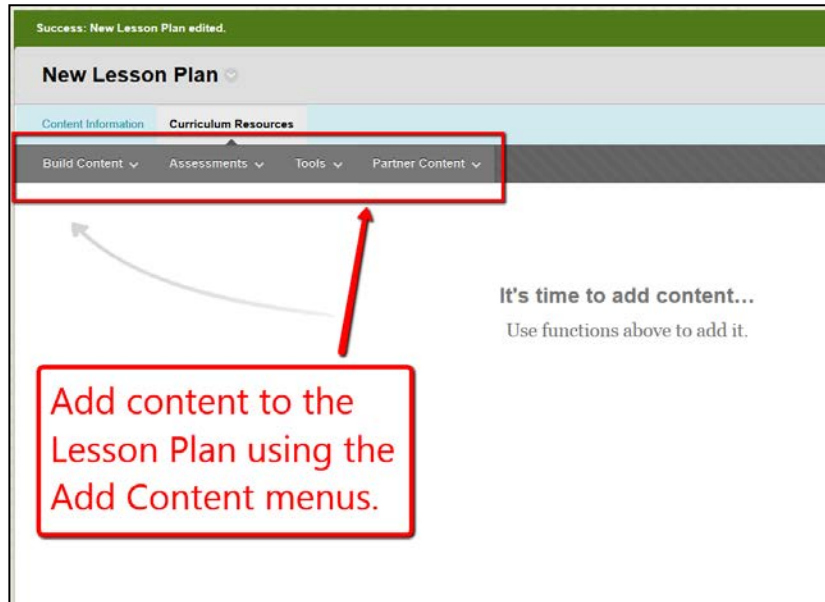 Success: New Lesson Plan edited.
New Lesson Plan
Content Information Curriculum Resources
Build Content Assessments Tools Partner Content
It's time to add content...
Use functions above to add it.
Add content to the
Lesson Plan using the
Add Content menus.